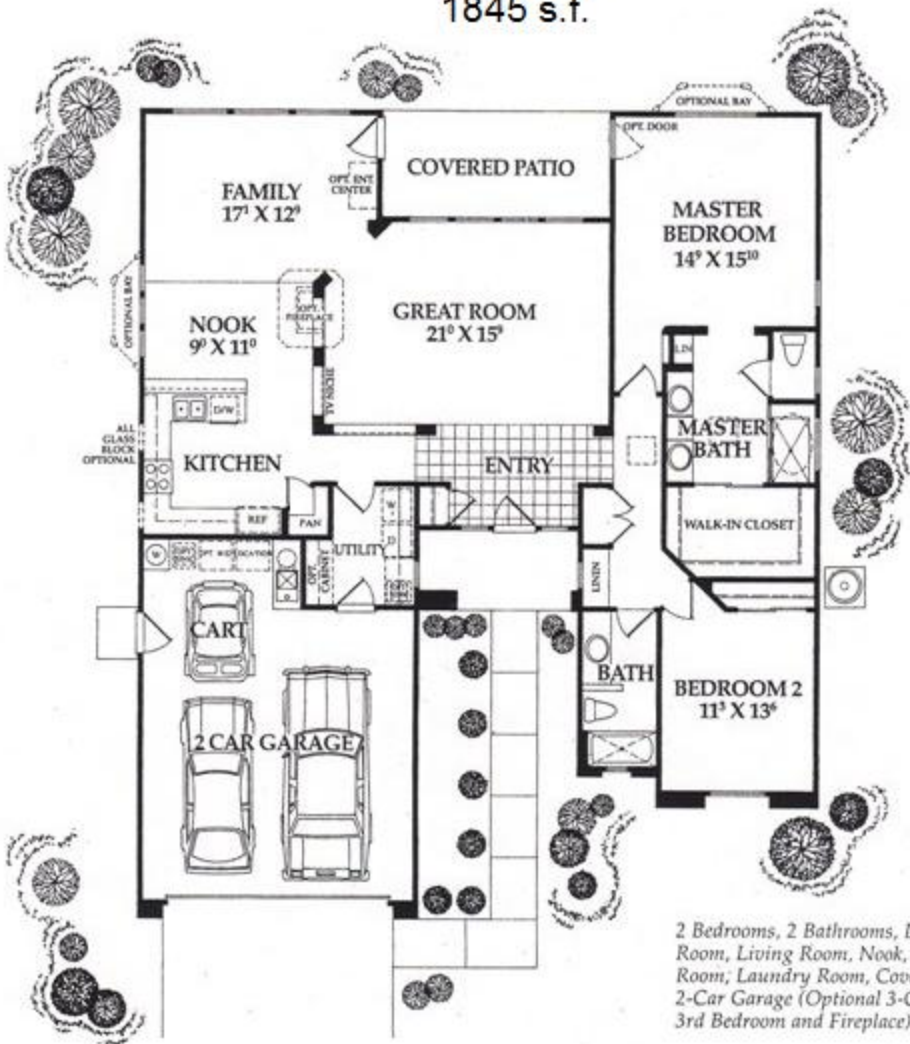 1845 s.f.
OPTIONAL BAY
OPT. DOOR
COVERED PATIO
FAMILY
17¹ X 12⁹
OPT. ENT.
CENTER
MASTER
BEDROOM
14⁹ X 15¹⁰
OPTIONAL BAY
NOOK
9⁰ X 11⁰
OPT.
FIREPLACE
GREAT ROOM
21⁰ X 15⁹
LIN
NICHE
D/W
ALL
GLASS
BLOCK
OPTIONAL
KITCHEN
ENTRY
MASTER
BATH
REF
PAN
WALK-IN CLOSET
W
OPT
LOCATION
OPT.
CABINET
UTILITY
D
LINEN
CART
BATH
BEDROOM 2
11³ X 13⁶
2 CAR GARAGE
2 Bedrooms, 2 Bathrooms,
Room, Living Room, Nook,
Room, Laundry Room, Cov
2-Car Garage (Optional 3-
3rd Bedroom and Fireplace)